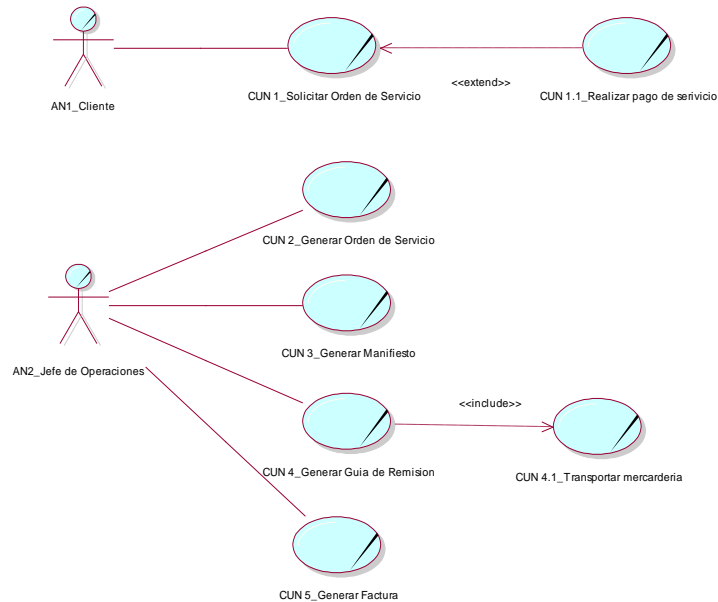 AN1_Cliente
CUN 1_Solicitar Orden de Servicio
<<extend>>
CUN 1.1_Realizar pago de serivicio
CUN 2_Generar Orden de Servicio
CUN 3_Generar Manifiesto
AN2_Jefe de Operaciones
<<include>>
CUN 4_Generar Guia de Remision
CUN 4.1_Transportar mercarderia
CUN 5_Generar Factura